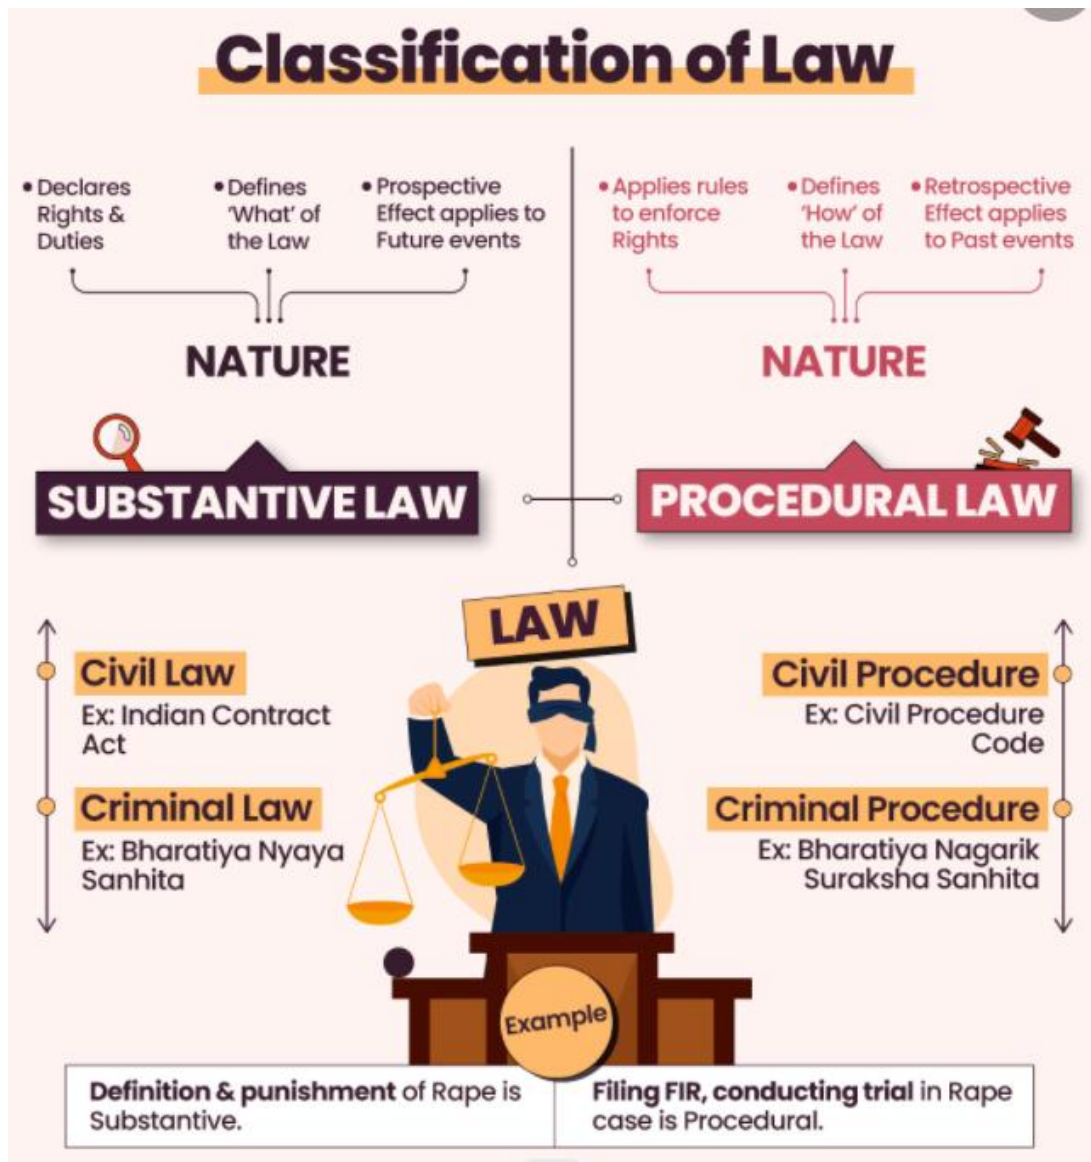 Classification of Law
• Declares
Rights &
Duties
• Defines
‘What’ of
the Law
• Prospective
Effect applies to
Future events
NATURE
SUBSTANTIVE LAW
• Applies rules
to enforce
Rights
• Defines
‘How’ of
the Law
• Retrospective
Effect applies
to Past events
NATURE
PROCEDURAL LAW
LAW
Civil Law
Ex: Indian Contract
Act
Criminal Law
Ex: Bharatiya Nyaya
Sanhita
Civil Procedure
Ex: Civil Procedure
Code
Criminal Procedure
Ex: Bharatiya Nagarik
Suraksha Sanhita
Example
Definition & punishment of Rape is
Substantive.
Filing FIR, conducting trial in Rape
case is Procedural.